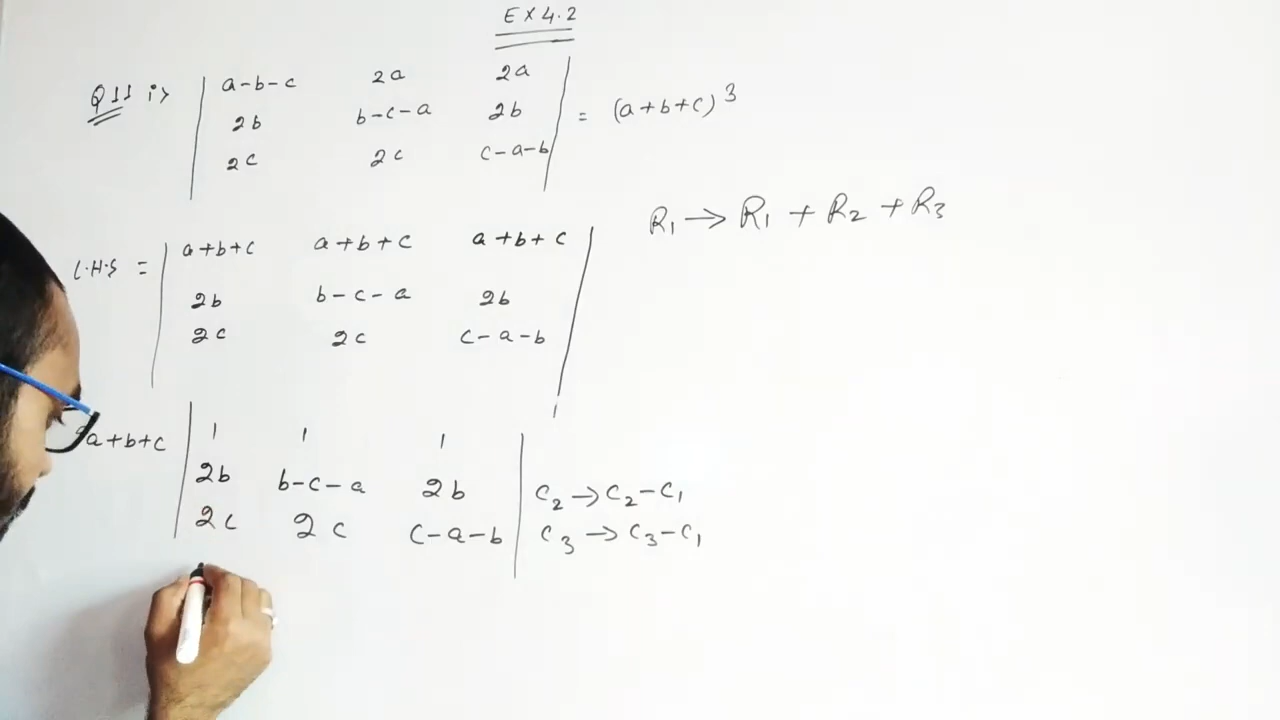 EX 4.2
Q11 i> | a-b-c 2a 2a |
| 2b b-c-a 2b | = (a+b+c)³
| 2c 2c c-a-b |
R₁ → R₁ + R₂ + R₃
L.H.S = | a+b+c a+b+c a+b+c |
| 2b b-c-a 2b |
| 2c 2c c-a-b |
a+b+c | 1 1 1 |
| 2b b-c-a 2b | C₂ → C₂-C₁
| 2c 2c c-a-b | C₃ → C₃-C₁